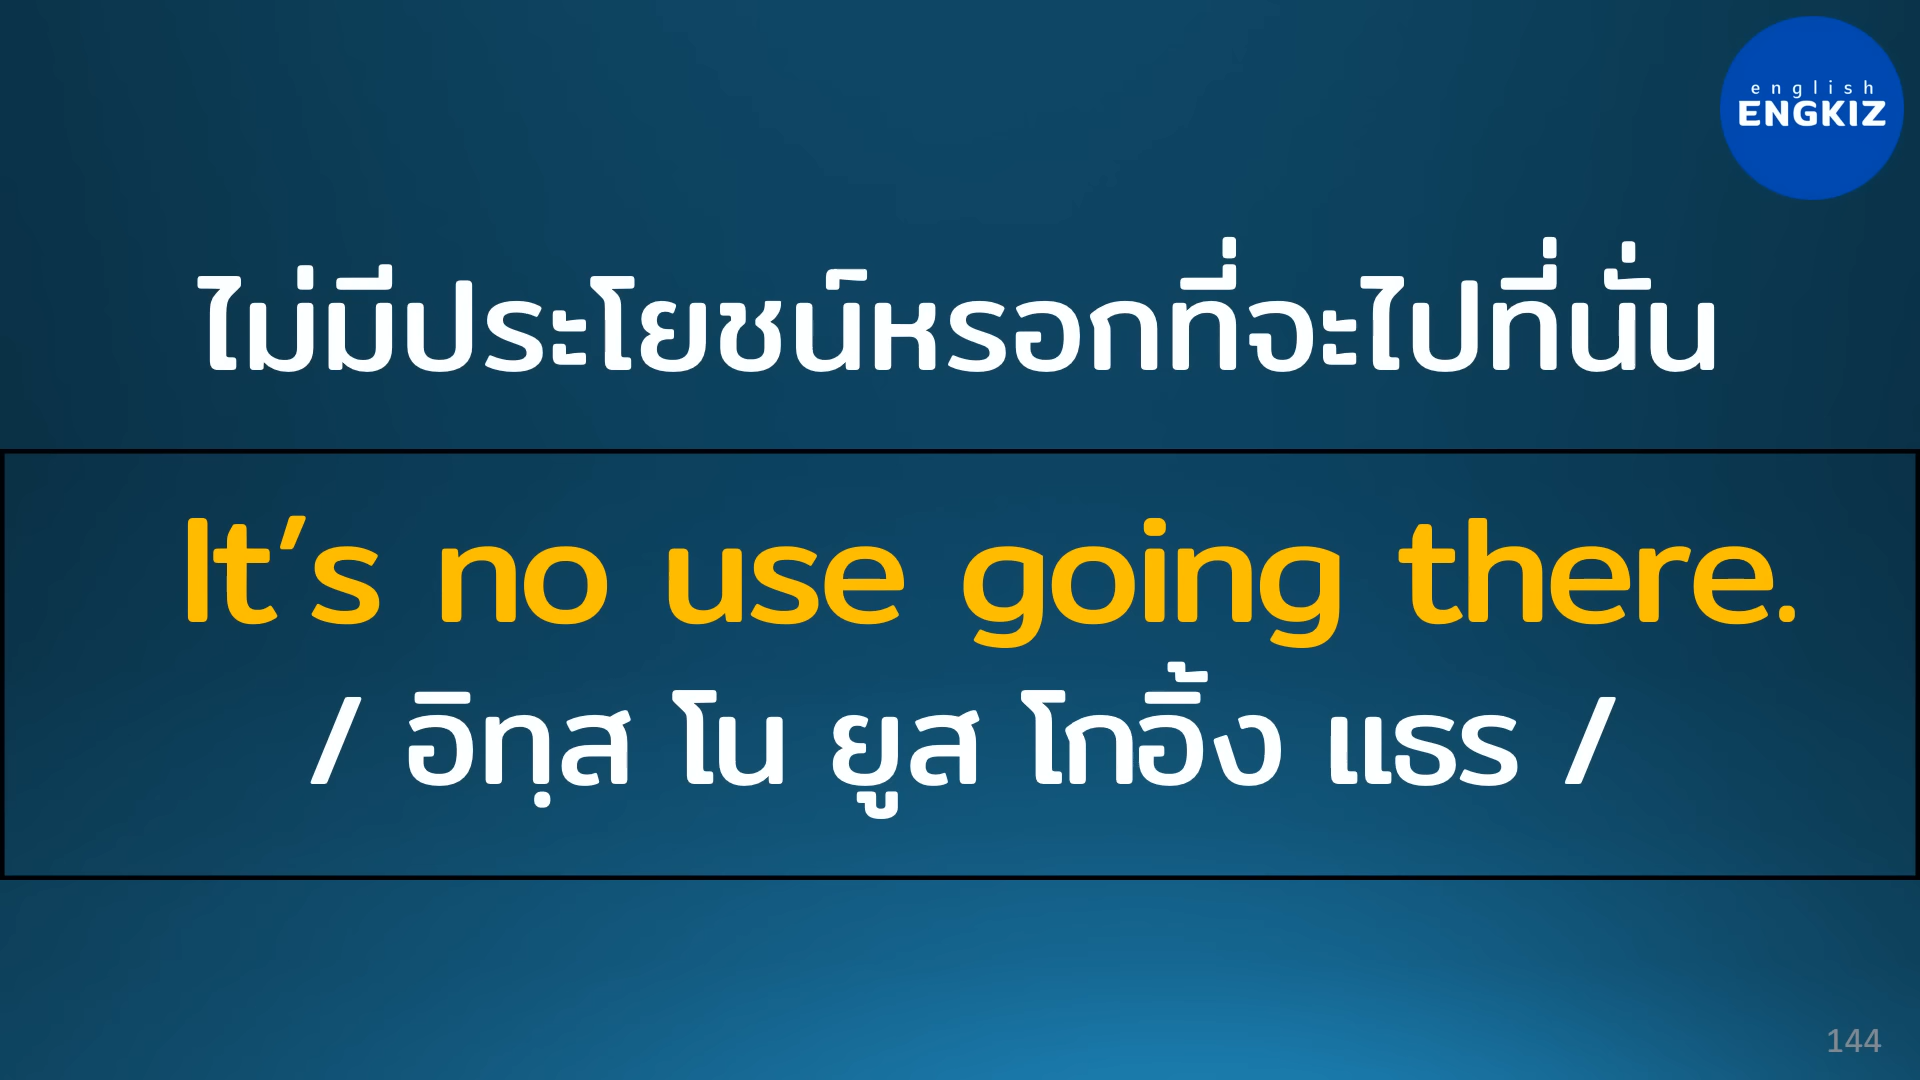 english
ENGKIZ
ไม่มีประโยชน์หรอกที่จะไปที่นั่น
It’s no use going there.
/ อิทฺส โน ยูส โกอิ้ง แธร /
144